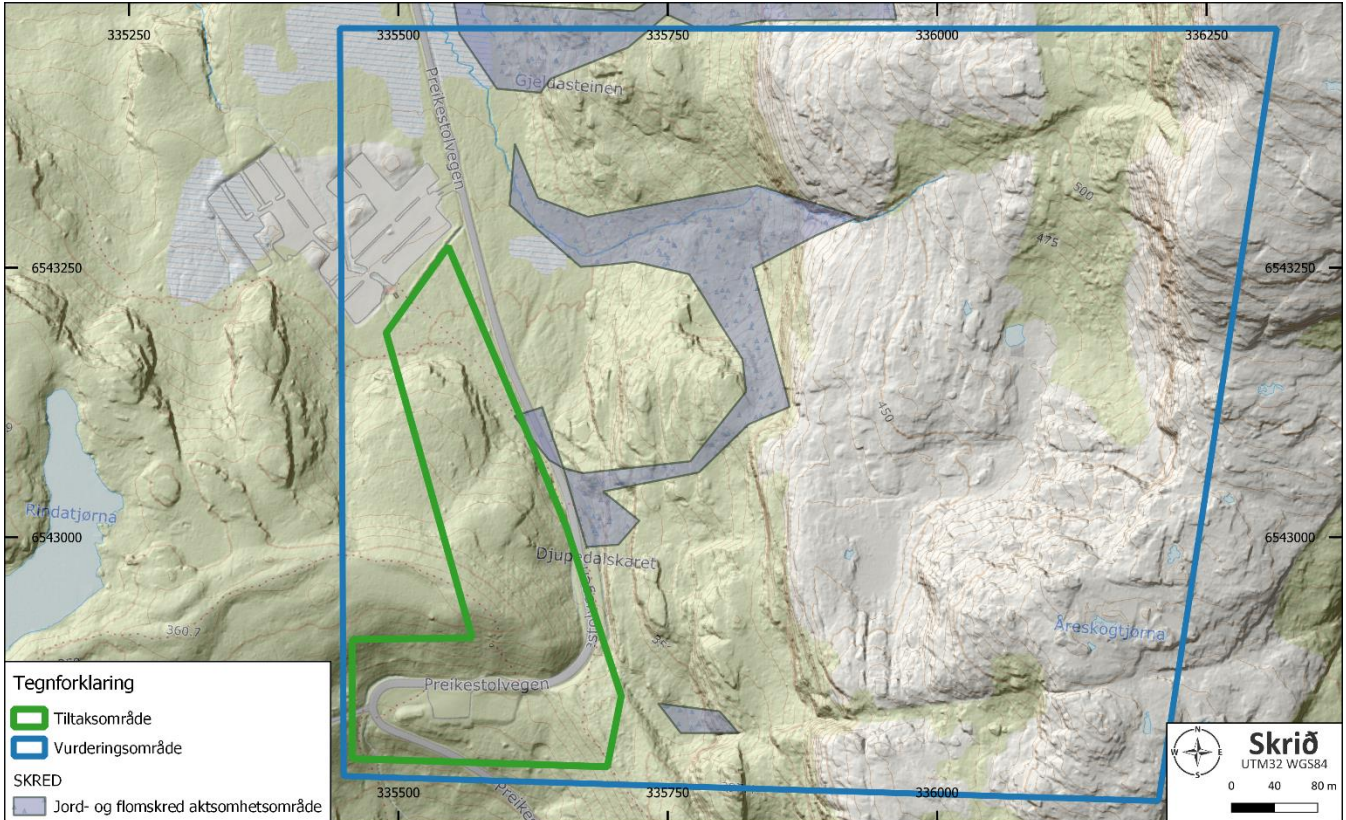 335250
335500
335750
336000
336250
Preikestolvegen
Gjeldasteinen
500
475
6543250
6543250
450
Rindatjørna
6543000
6543000
Djupedalskaret
360.7
Åreskogtjørna
Preikestolvegen
Tegnforklaring
Tiltaksområde
Vurderingsområde
SKRED
Jord- og flomskred aktsomhetsområde
335500
335750
336000
N
W
E
S
Skrið
UTM32 WGS84
0 40 80 m